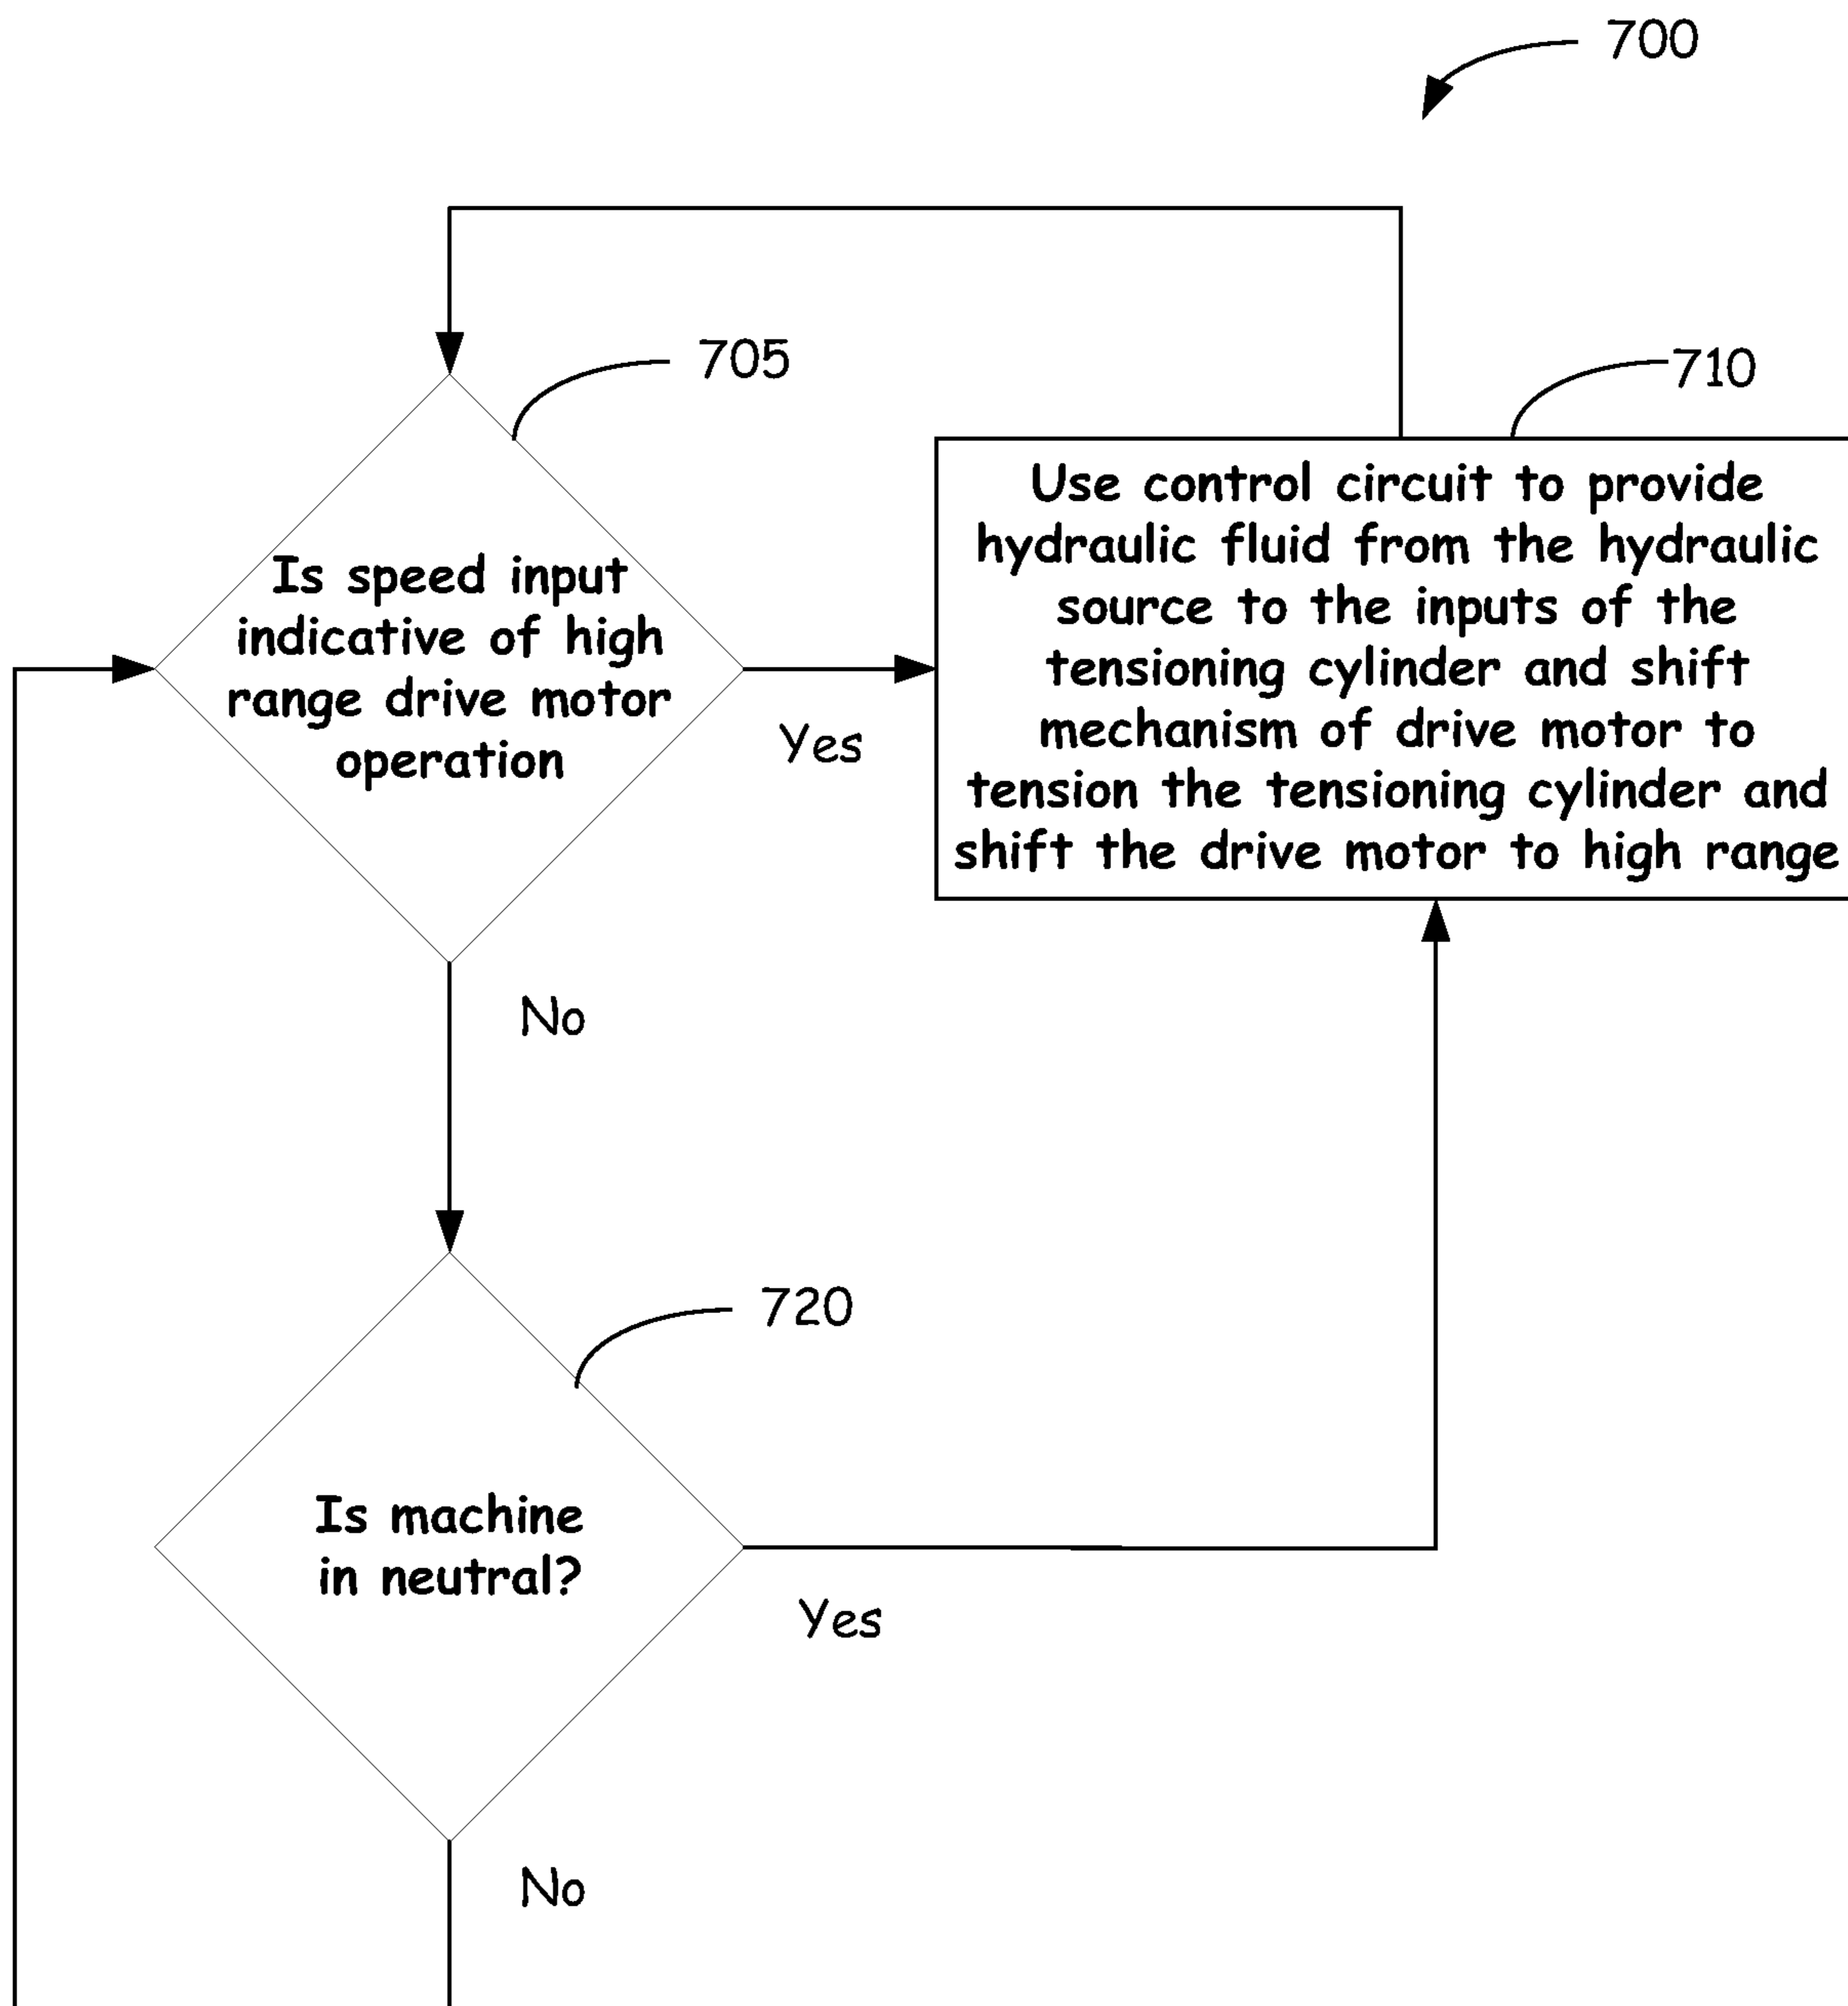 700
705
Is speed input
indicative of high
range drive motor
operation
Yes
710
Use control circuit to provide
hydraulic fluid from the hydraulic
source to the inputs of the
tensioning cylinder and shift
mechanism of drive motor to
tension the tensioning cylinder and
shift the drive motor to high range
No
720
Is machine
in neutral?
Yes
No